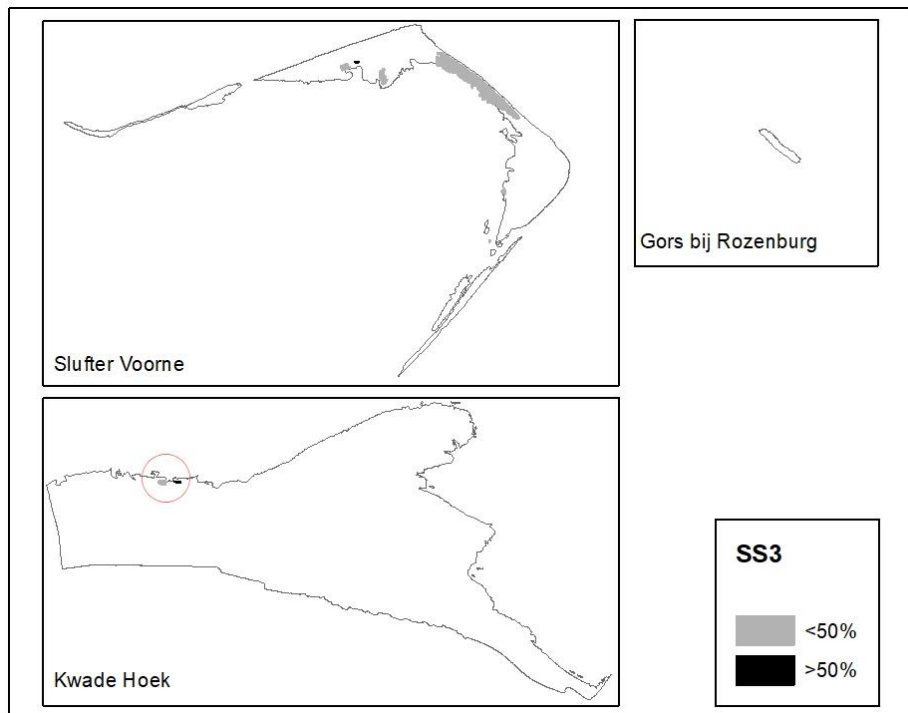 Slufter Voorne
Gors bij Rozenburg
Kwade Hoek
SS3
<50%
>50%